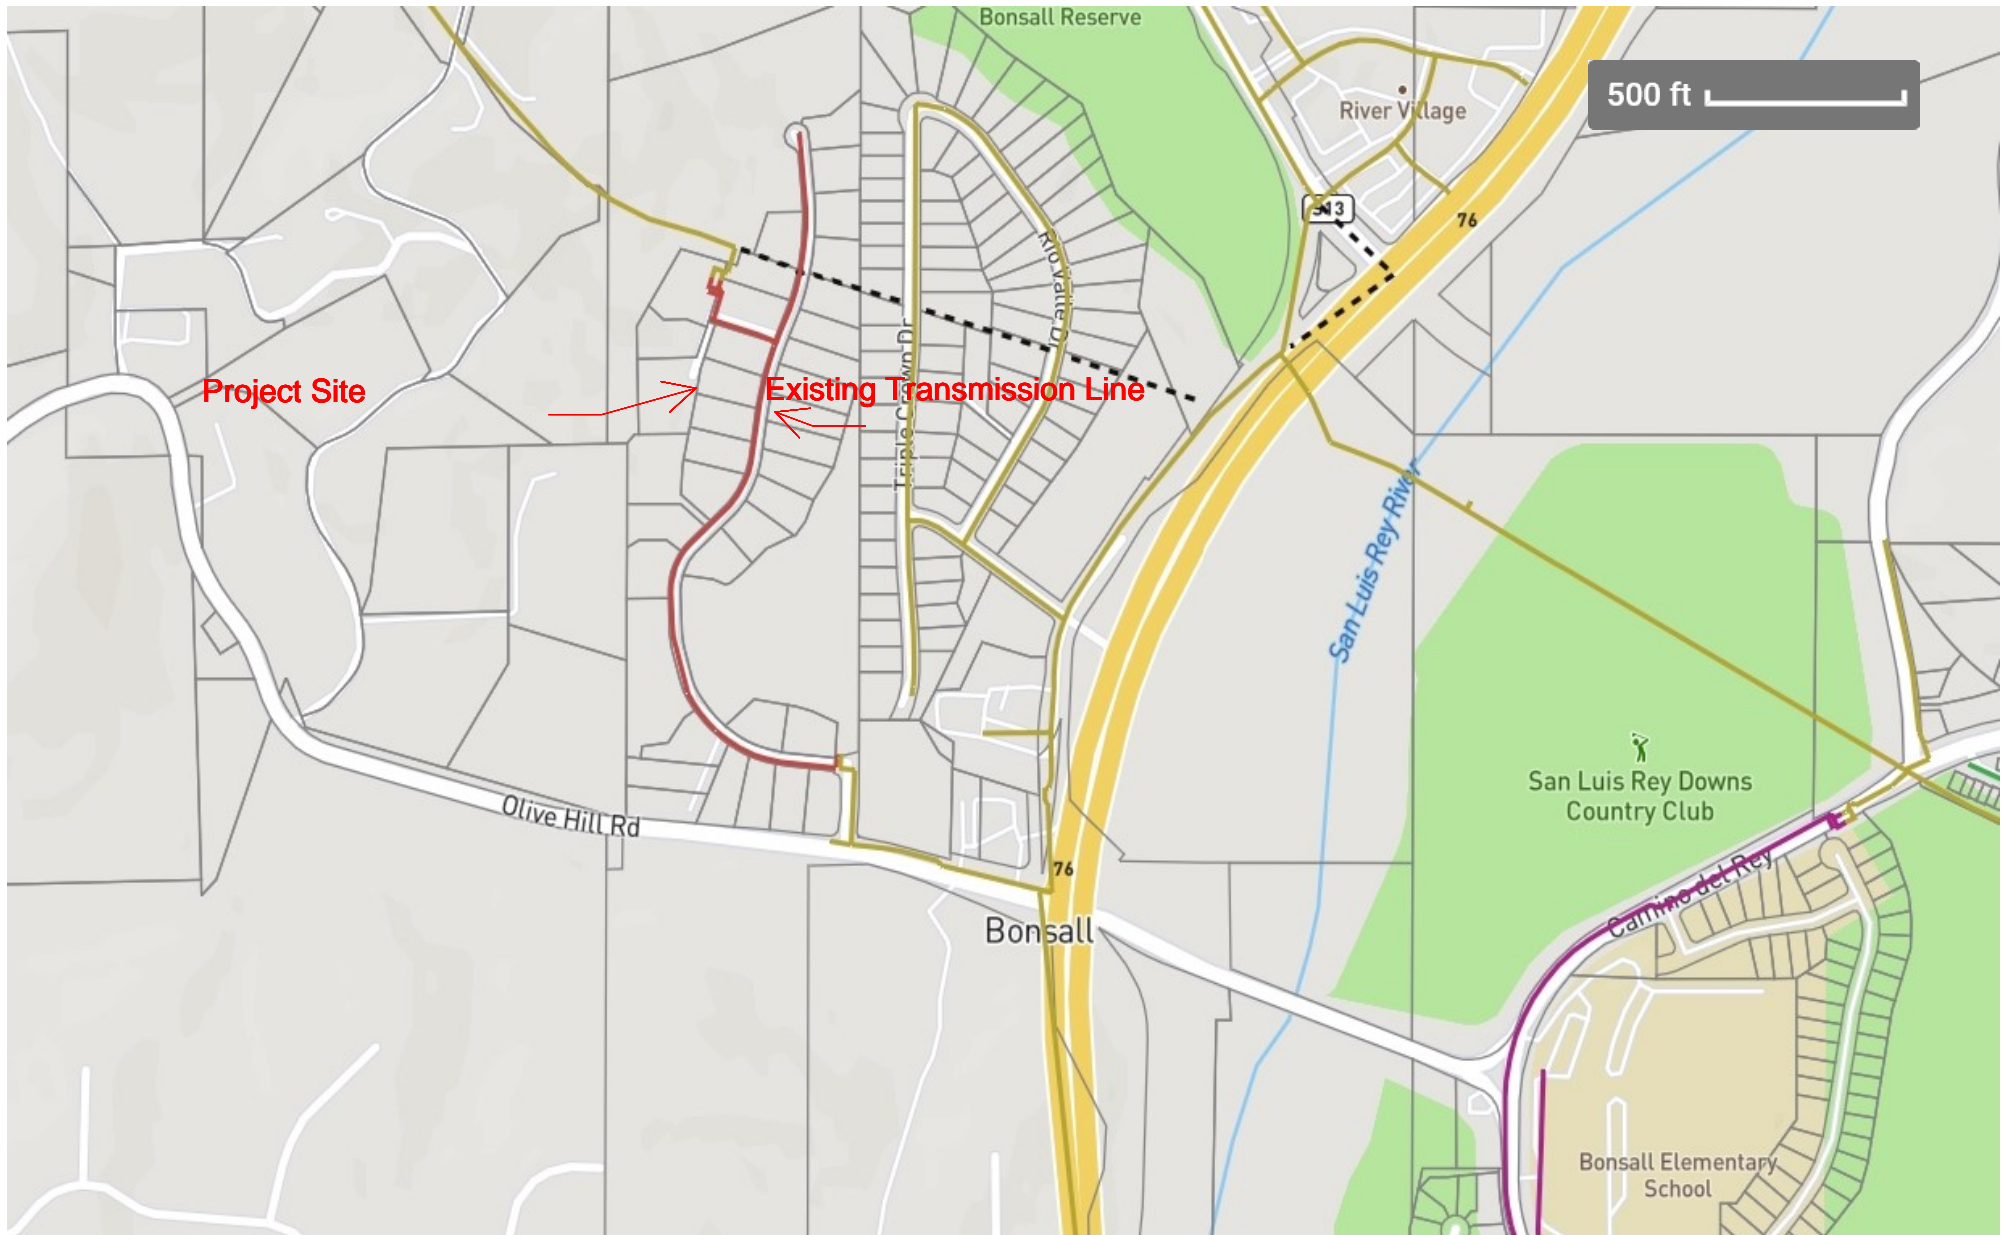 Bonsall Reserve
500 ft
River Village
S13
76
Rio Valle Dr
Triple Crown Dr
Project Site
Existing Transmission Line
San Luis Rey River
San Luis Rey Downs
Country Club
Olive Hill Rd
76
Camino del Rey
Bonsall
Bonsall Elementary
School